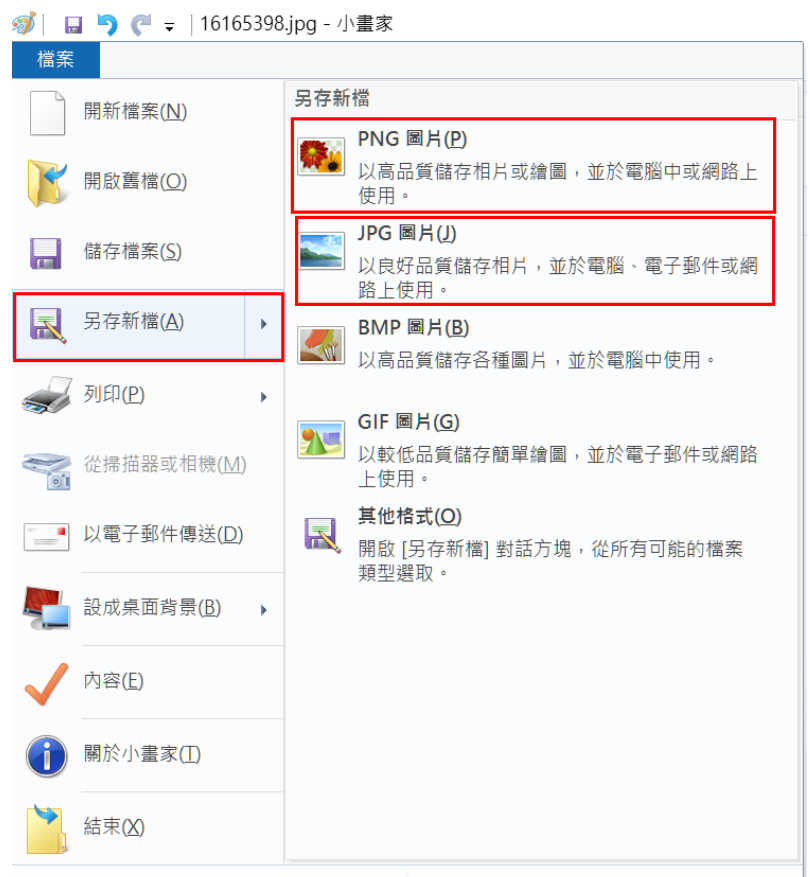 16165398.jpg - 小畫家
檔案
開新檔案(N)
開啟舊檔(O)
儲存檔案(S)
另存新檔(A)
列印(P)
從掃描器或相機(M)
以電子郵件傳送(D)
設成桌面背景(B)
內容(E)
關於小畫家(T)
結束(X)
另存新檔
PNG 圖片(P)
以高品質儲存相片或繪圖，並於電腦中或網路上
使用。
JPG 圖片(J)
以良好品質儲存相片，並於電腦、電子郵件或網
路上使用。
BMP 圖片(B)
以高品質儲存各種圖片，並於電腦中使用。
GIF 圖片(G)
以較低品質儲存簡單繪圖，並於電子郵件或網路
上使用。
其他格式(O)
開啟 [另存新檔] 對話方塊，從所有可能的檔案
類型選取。